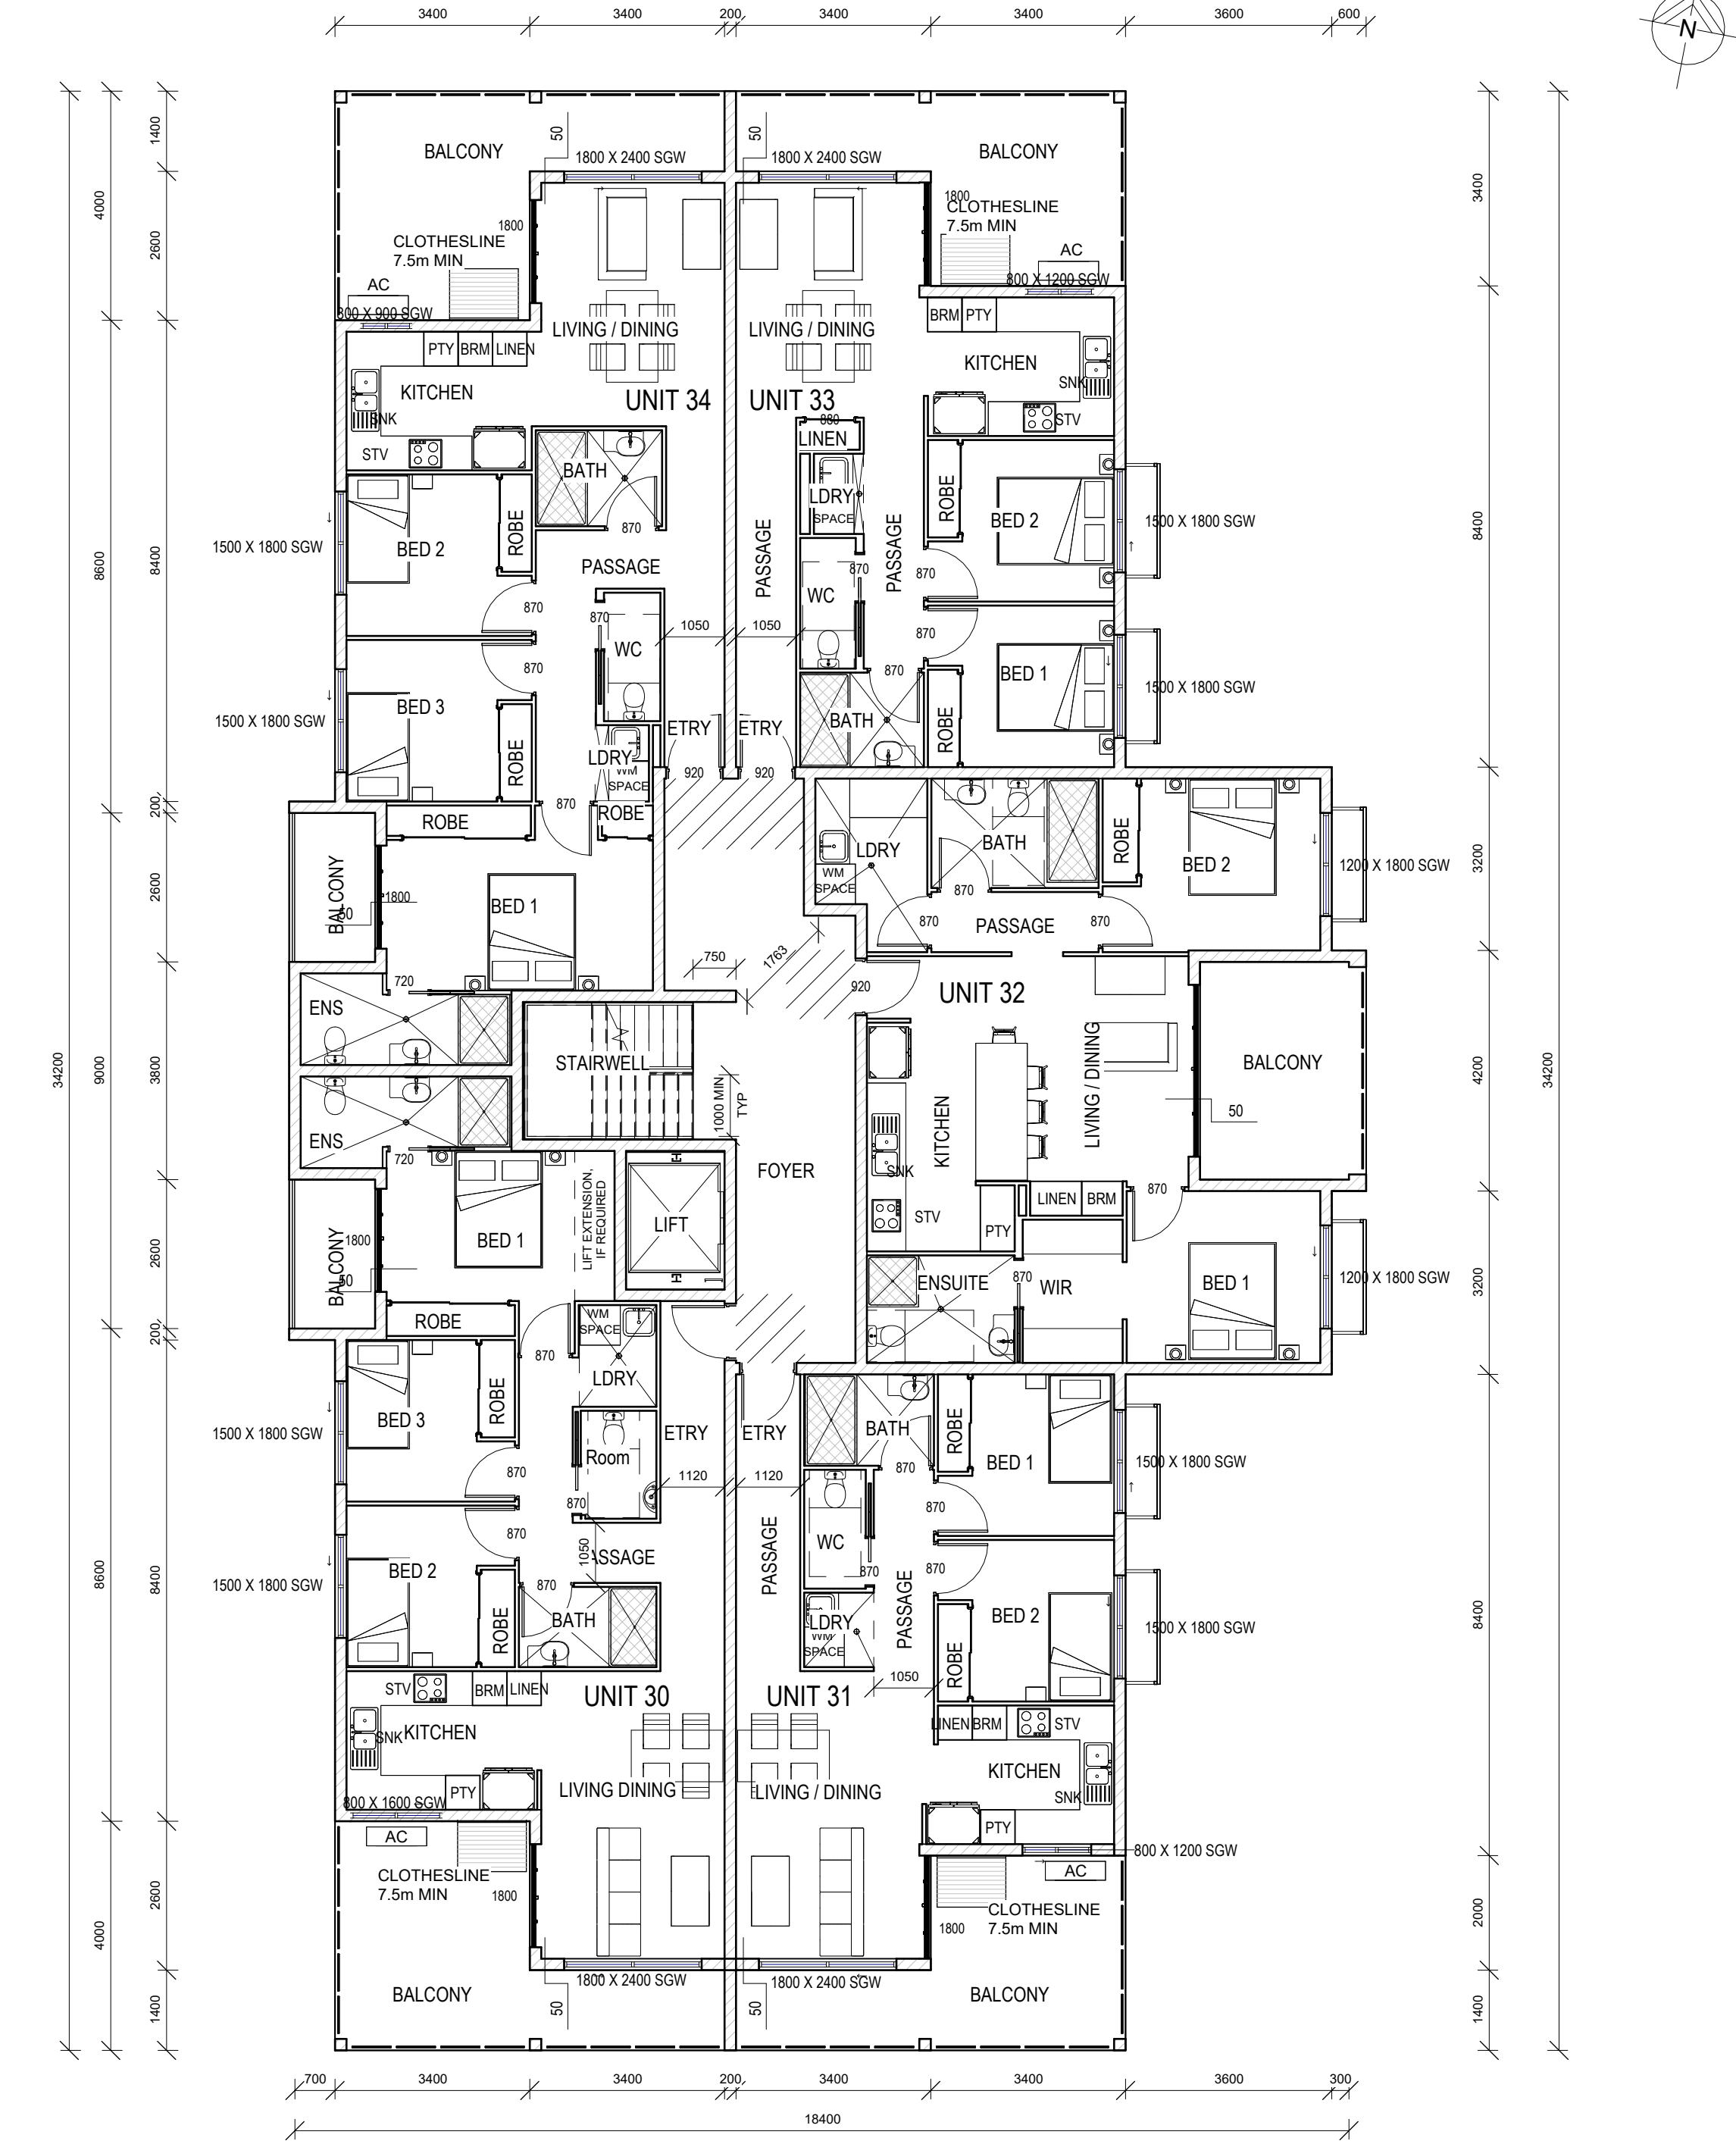 3400
3400
200
3400
3400
3600
600
N
1400
4000
3400
2600
BALCONY
50
1800 X 2400 SGW
50
1800 X 2400 SGW
BALCONY
1800
CLOTHESLINE
7.5m MIN
1800
CLOTHESLINE
7.5m MIN
AC
800 X 900 SGW
AC
800 X 1200 SGW
LIVING / DINING
LIVING / DINING
BRM
PTY
PTY
BRM
LINEN
KITCHEN
KITCHEN
SNK
SNK
UNIT 34
UNIT 33
880
LINEN
STV
STV
BATH
870
LDRY
SPACE
ROBE
ROBE
BED 2
BED 2
1500 X 1800 SGW
1500 X 1800 SGW
8600
8400
8400
PASSAGE
PASSAGE
PASSAGE
870
870
WC
870
870
WC
1050
1050
870
870
870
BED 3
BED 1
1500 X 1800 SGW
1500 X 1800 SGW
ROBE
ROBE
BATH
ETRY
ETRY
LDRY
WM
SPACE
920
920
870
ROBE
ROBE
200
2600
3200
BALCONY
50
1800
BED 1
LDRY
WM
SPACE
BATH
870
ROBE
BED 2
1200 X 1800 SGW
870
PASSAGE
870
750
1763
920
UNIT 32
720
ENS
STAIRWELL
1000 MIN
TYP
34200
9000
3800
4200
34200
KITCHEN
LIVING / DINING
BALCONY
50
ENS
720
FOYER
SNK
STV
LINEN
BRM
870
PTY
LIFT EXTENSION,
IF REQUIRED
LIFT
BED 1
1800
BALCONY
50
2600
3200
ENSUITE
870
WIR
BED 1
1200 X 1800 SGW
ROBE
WM
SPACE
870
LDRY
200
BED 3
ROBE
1500 X 1800 SGW
Room
ETRY
ETRY
BATH
870
ROBE
BED 1
1500 X 1800 SGW
870
870
1120
1120
870
870
WC
870
870
1050
8600
8400
8400
BED 2
1500 X 1800 SGW
ROBE
870
BATH
PASSAGE
PASSAGE
LDRY
WM
SPACE
BED 2
ROBE
1500 X 1800 SGW
1050
STV
BRM
LINEN
UNIT 30
UNIT 31
LINEN
BRM
STV
SNK
KITCHEN
KITCHEN
SNK
LIVING DINING
LIVING / DINING
PTY
PTY
800 X 1600 SGW
AC
800 X 1200 SGW
AC
CLOTHESLINE
7.5m MIN
1800
CLOTHESLINE
7.5m MIN
1800
4000
2600
2000
1800 X 2400 SGW
1800 X 2400 SGW
BALCONY
BALCONY
50
50
1400
1400
700
3400
3400
200
3400
3400
3600
300
18400